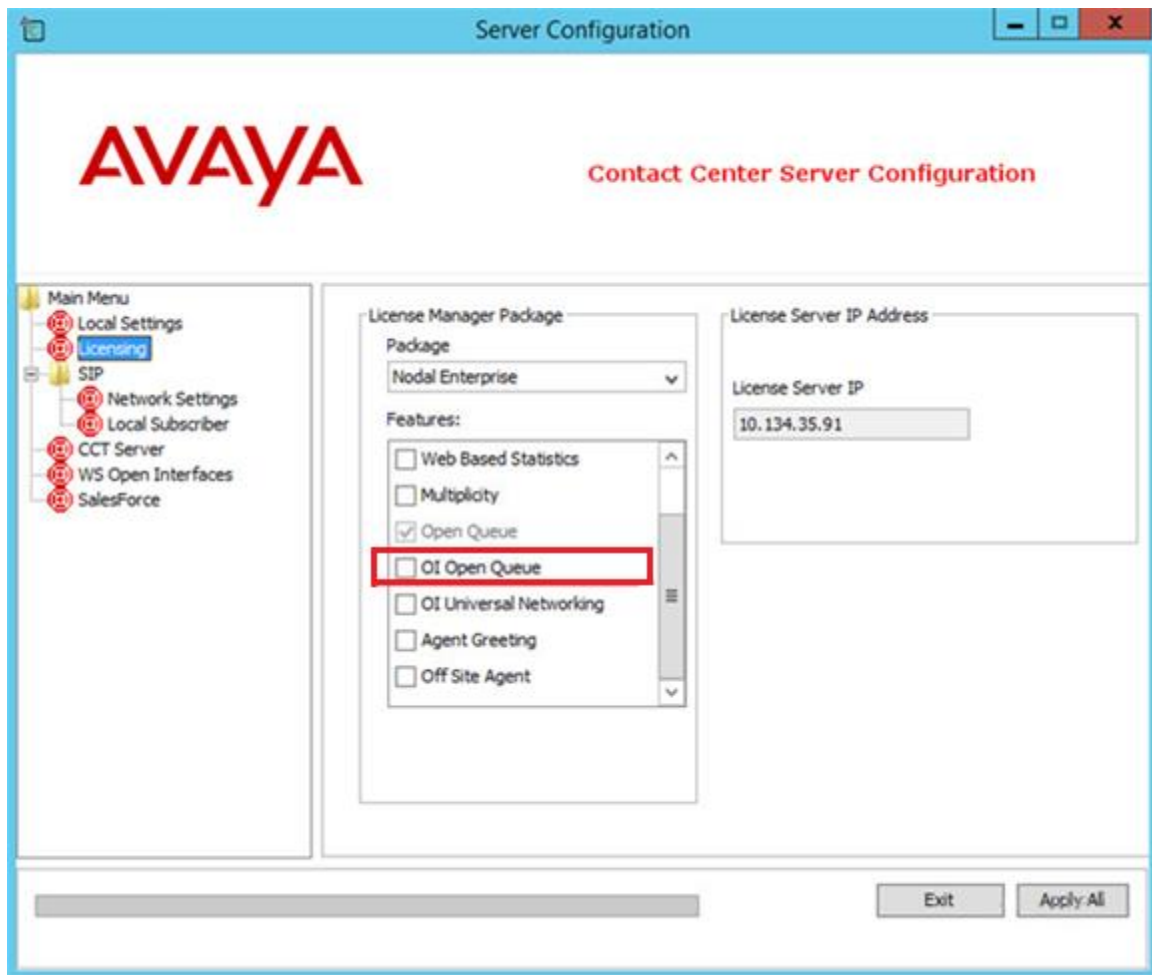 Server Configuration
AVAYA
Contact Center Server Configuration
Main Menu
Local Settings
Licensing
SIP
Network Settings
Local Subscriber
CCT Server
WS Open Interfaces
SalesForce
License Manager Package
Package
Nodal Enterprise
Features:
Web Based Statistics
Multiplicity
Open Queue
OI Open Queue
OI Universal Networking
Agent Greeting
Off Site Agent
License Server IP Address
License Server IP
10.134.35.91
Exit
Apply All